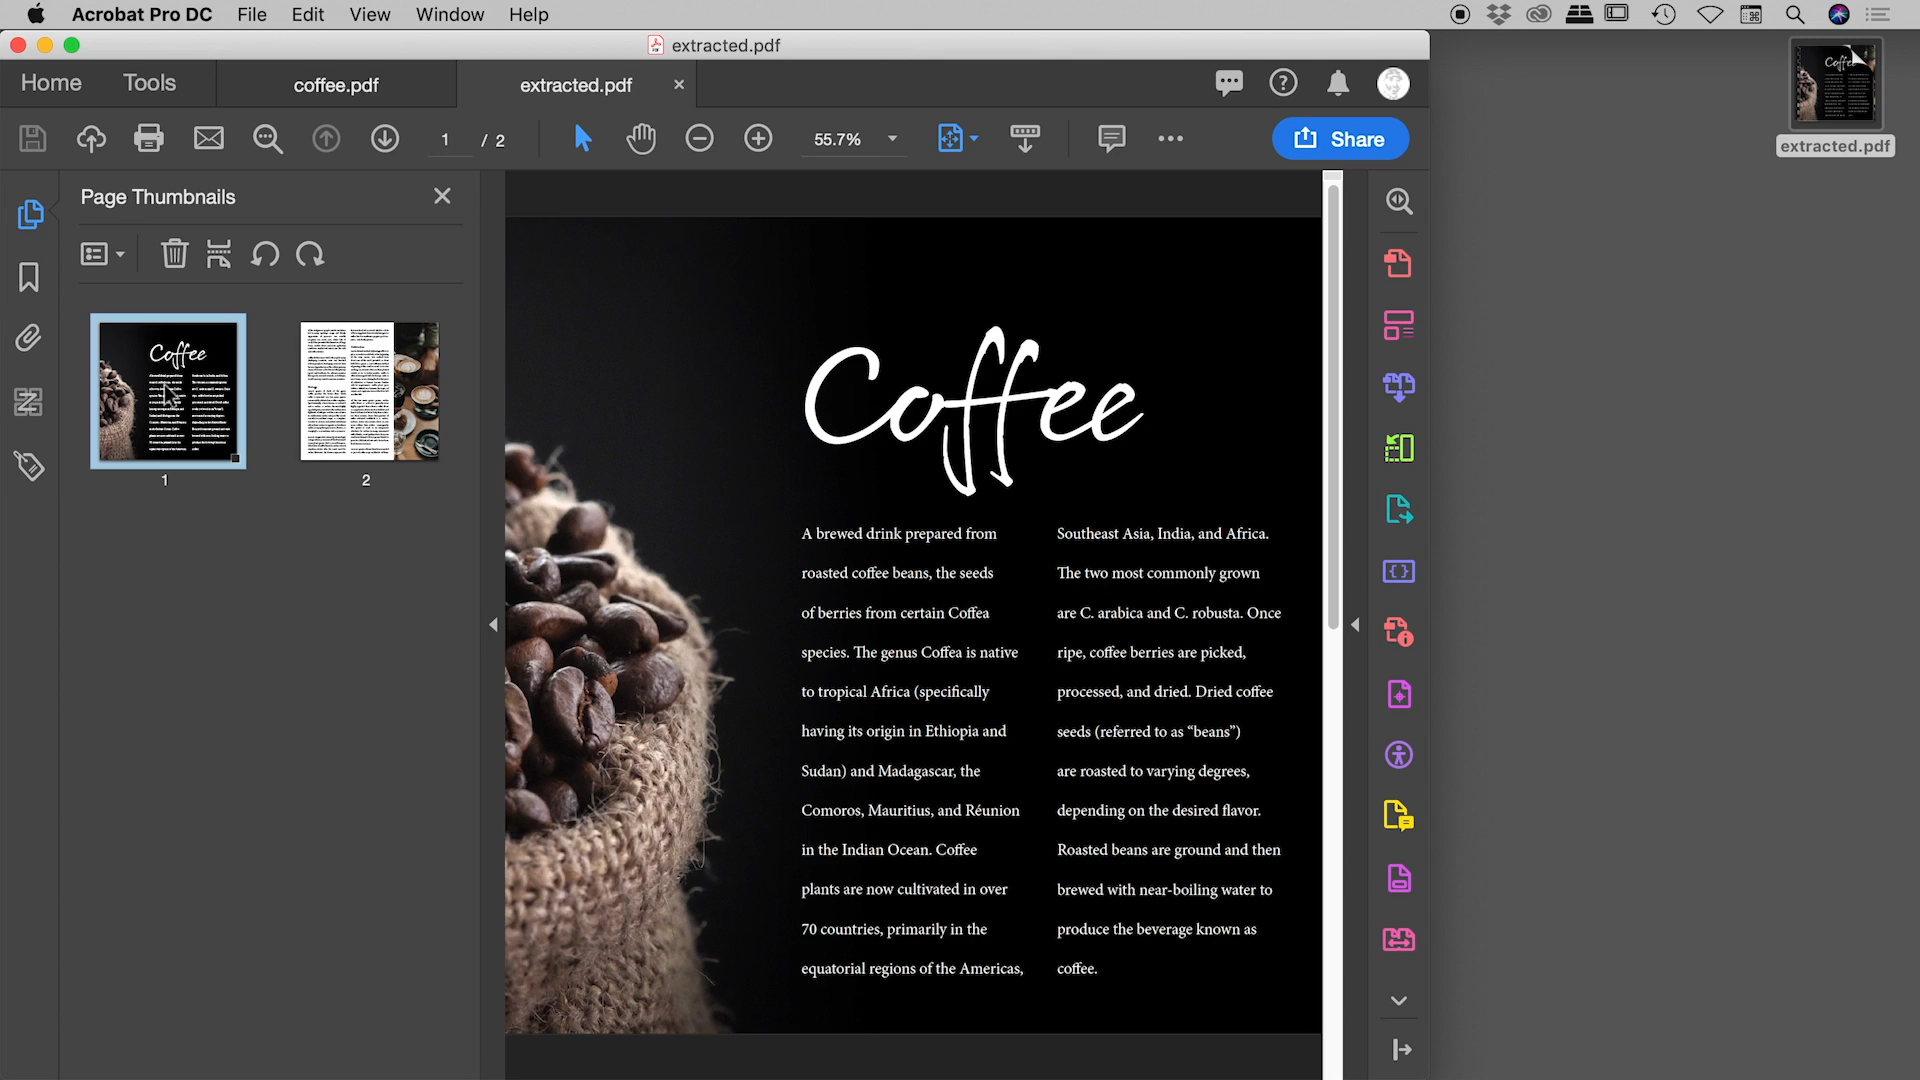 Acrobat Pro DC File Edit View Window Help
extracted.pdf
Home Tools coffee.pdf extracted.pdf
1 / 2 55.7% Share
extracted.pdf
Page Thumbnails
Coffee
1 2
Coffee
A brewed drink prepared from
roasted coffee beans, the seeds
of berries from certain Coffea
species. The genus Coffea is native
to tropical Africa (specifically
having its origin in Ethiopia and
Sudan) and Madagascar, the
Comoros, Mauritius, and Réunion
in the Indian Ocean. Coffee
plants are now cultivated in over
70 countries, primarily in the
equatorial regions of the Americas,
Southeast Asia, India, and Africa.
The two most commonly grown
are C. arabica and C. robusta. Once
ripe, coffee berries are picked,
processed, and dried. Dried coffee
seeds (referred to as “beans”)
are roasted to varying degrees,
depending on the desired flavor.
Roasted beans are ground and then
brewed with near-boiling water to
produce the beverage known as
coffee.